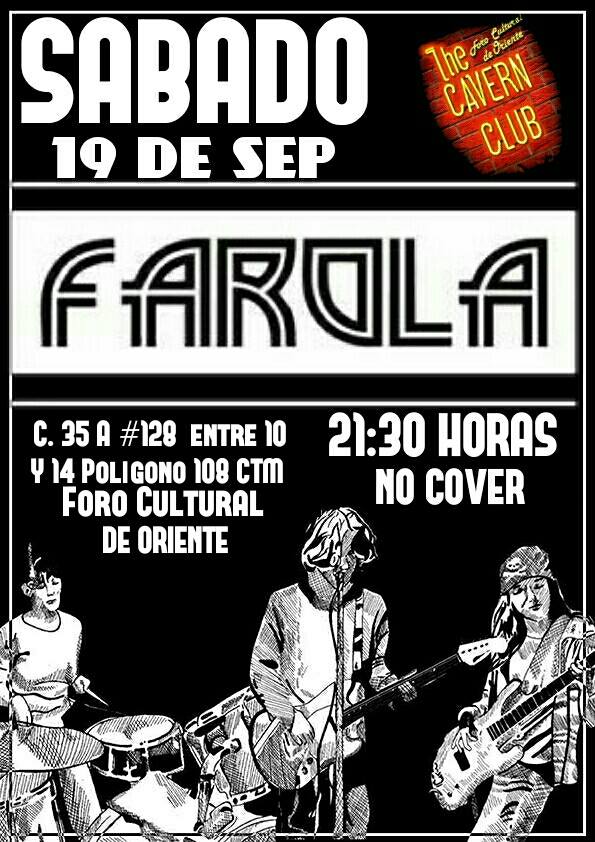 SABADO
19 DE SEP
The
Foro Cultural
de Oriente
CAVERN
CLUB
FAROLA
C. 35 A #128 ENTRE 10
Y 14 POLIGONO 108 CTM
FORO CULTURAL
DE ORIENTE
21:30 HORAS
NO COVER